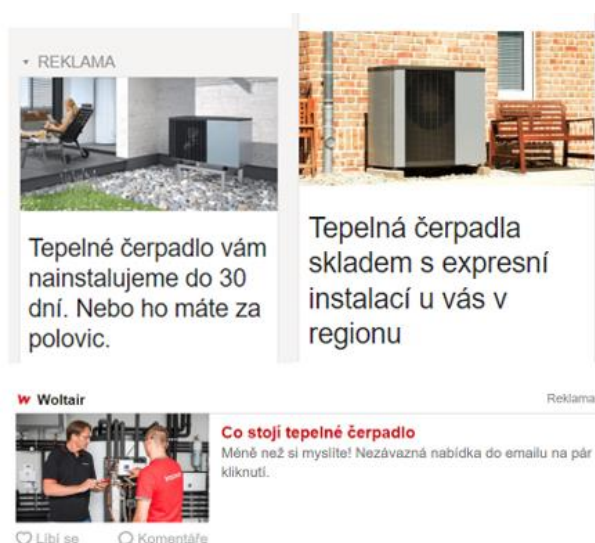 REKLAMA
Tepelné čerpadlo vám
nainstalujeme do 30
dní. Nebo ho máte za
polovic.
Tepelná čerpadla
skladem s expresní
instalací u vás v
regionu
Woltair
Reklama
Co stojí tepelné čerpadlo
Méně než si myslíte! Nezávazná nabídka do emailu na pár
kliknutí.
Líbí se
Komentáře